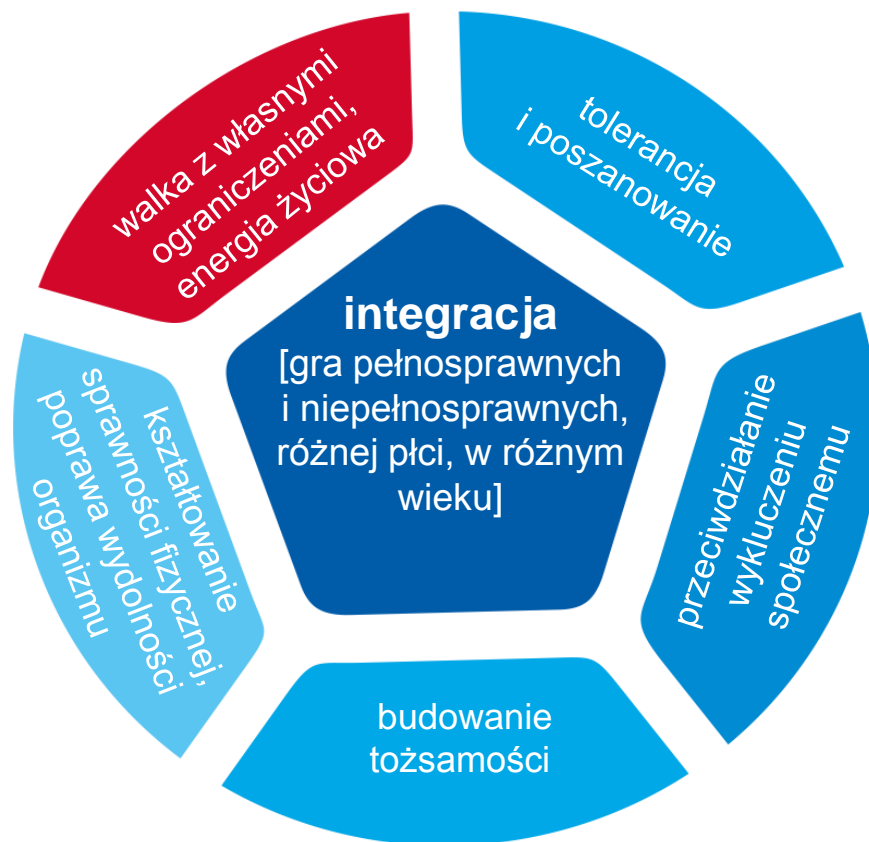 walka z własnymi
ograniczeniami,
energia życiowa
tolerancja
i poszanowanie
integracja
[gra pełnosprawnych
i niepełnosprawnych,
różnej płci, w różnym
wieku]
przeciwdziałanie
wykluczeniu
społecznemu
kształtowanie
sprawności fizycznej,
poprawa wydolności
organizmu
budowanie
tożsamości